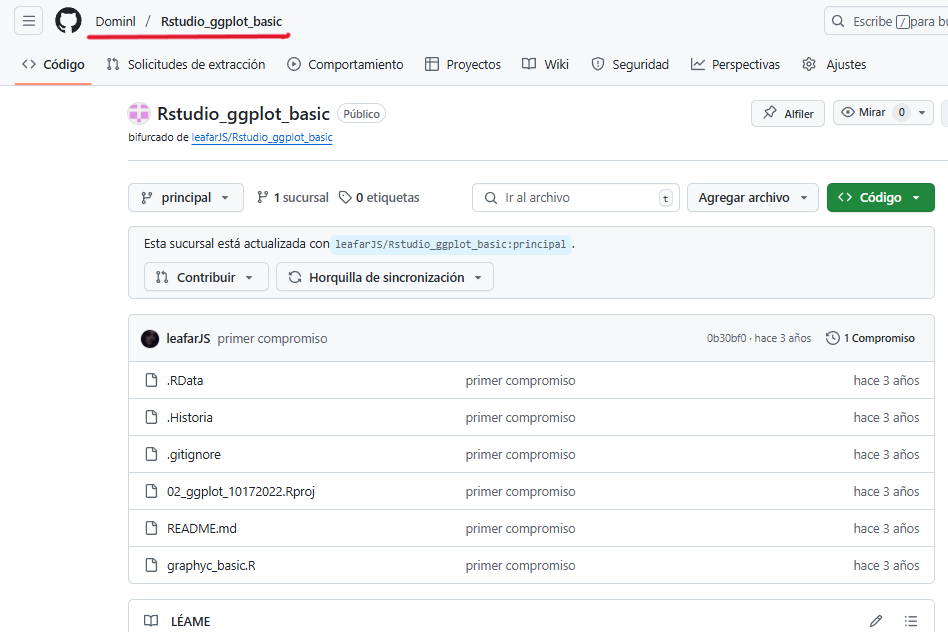 Dominl / Rstudio_ggplot_basic
Escribe / para bu
Código Solicitudes de extracción Comportamiento Proyectos Wiki Seguridad Perspectivas Ajustes
Rstudio_ggplot_basic Público
Alfiler Mirar 0
bifurcado de leafarJS/Rstudio_ggplot_basic
principal 1 sucursal 0 etiquetas Ir al archivo t Agregar archivo Código
Esta sucursal está actualizada con leafarJS/Rstudio_ggplot_basic:principal .
Contribuir Horquilla de sincronización
leafarJS primer compromiso 0b30bf0 · hace 3 años 1 Compromiso
.RData primer compromiso hace 3 años
.Historia primer compromiso hace 3 años
.gitignore primer compromiso hace 3 años
02_ggplot_10172022.Rproj primer compromiso hace 3 años
README.md primer compromiso hace 3 años
graphyc_basic.R primer compromiso hace 3 años
LÉAME